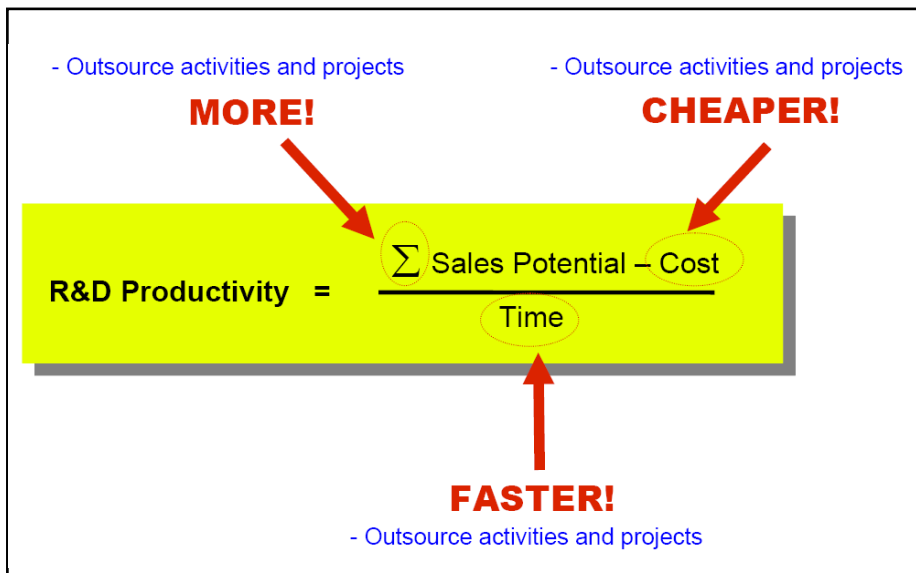 - Outsource activities and projects
MORE!
- Outsource activities and projects
CHEAPER!
R&D Productivity =
∑ Sales Potential – Cost
Time
FASTER!
- Outsource activities and projects